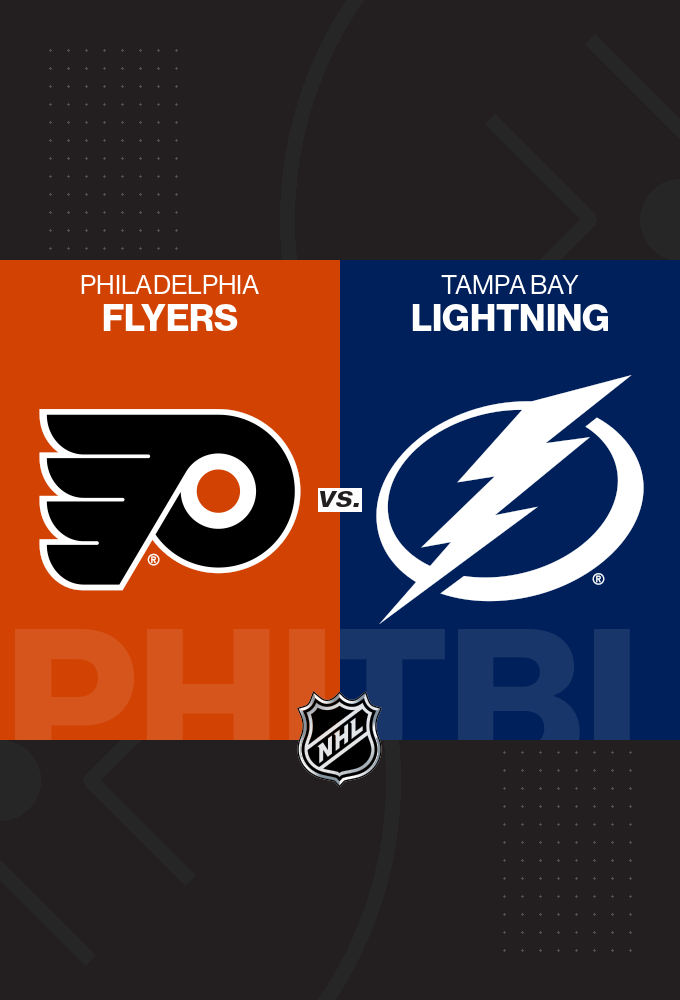 PHILADELPHIA
FLYERS
TAMPA BAY
LIGHTNING
vs.
®
®
PHI
TBL
NHL